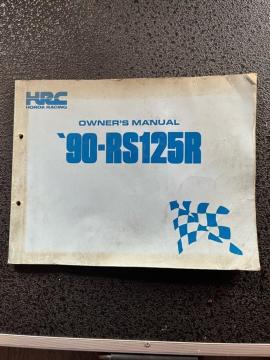 HRC
HONDA RACING
OWNER'S MANUAL
'90-RS125R